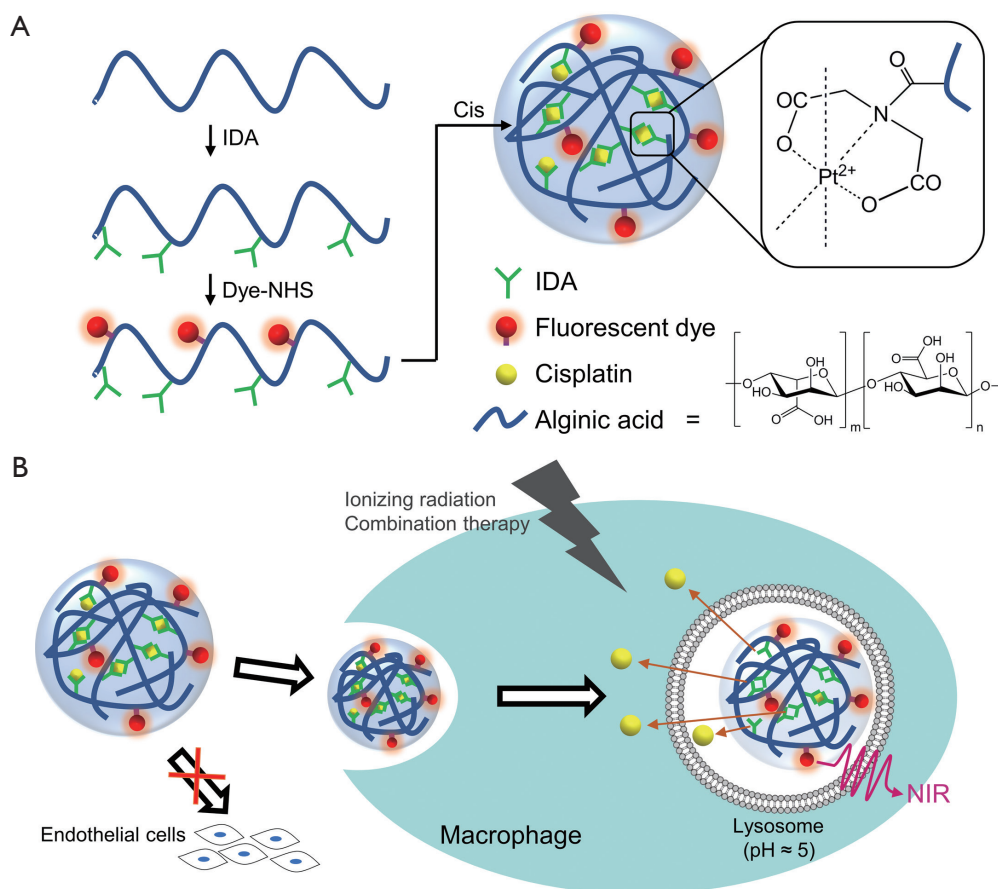 A
IDA
Dye-NHS
Cis
O
N
OC
O
Pt2+
O
CO
IDA
Fluorescent dye
Cisplatin
Alginic acid =
O
OH
HO
O
O
OH
O
m
O
OH
OH
O
HO
O
n
O
B
Ionizing radiation
Combination therapy
Endothelial cells
Macrophage
Lysosome
(pH ≈ 5)
NIR